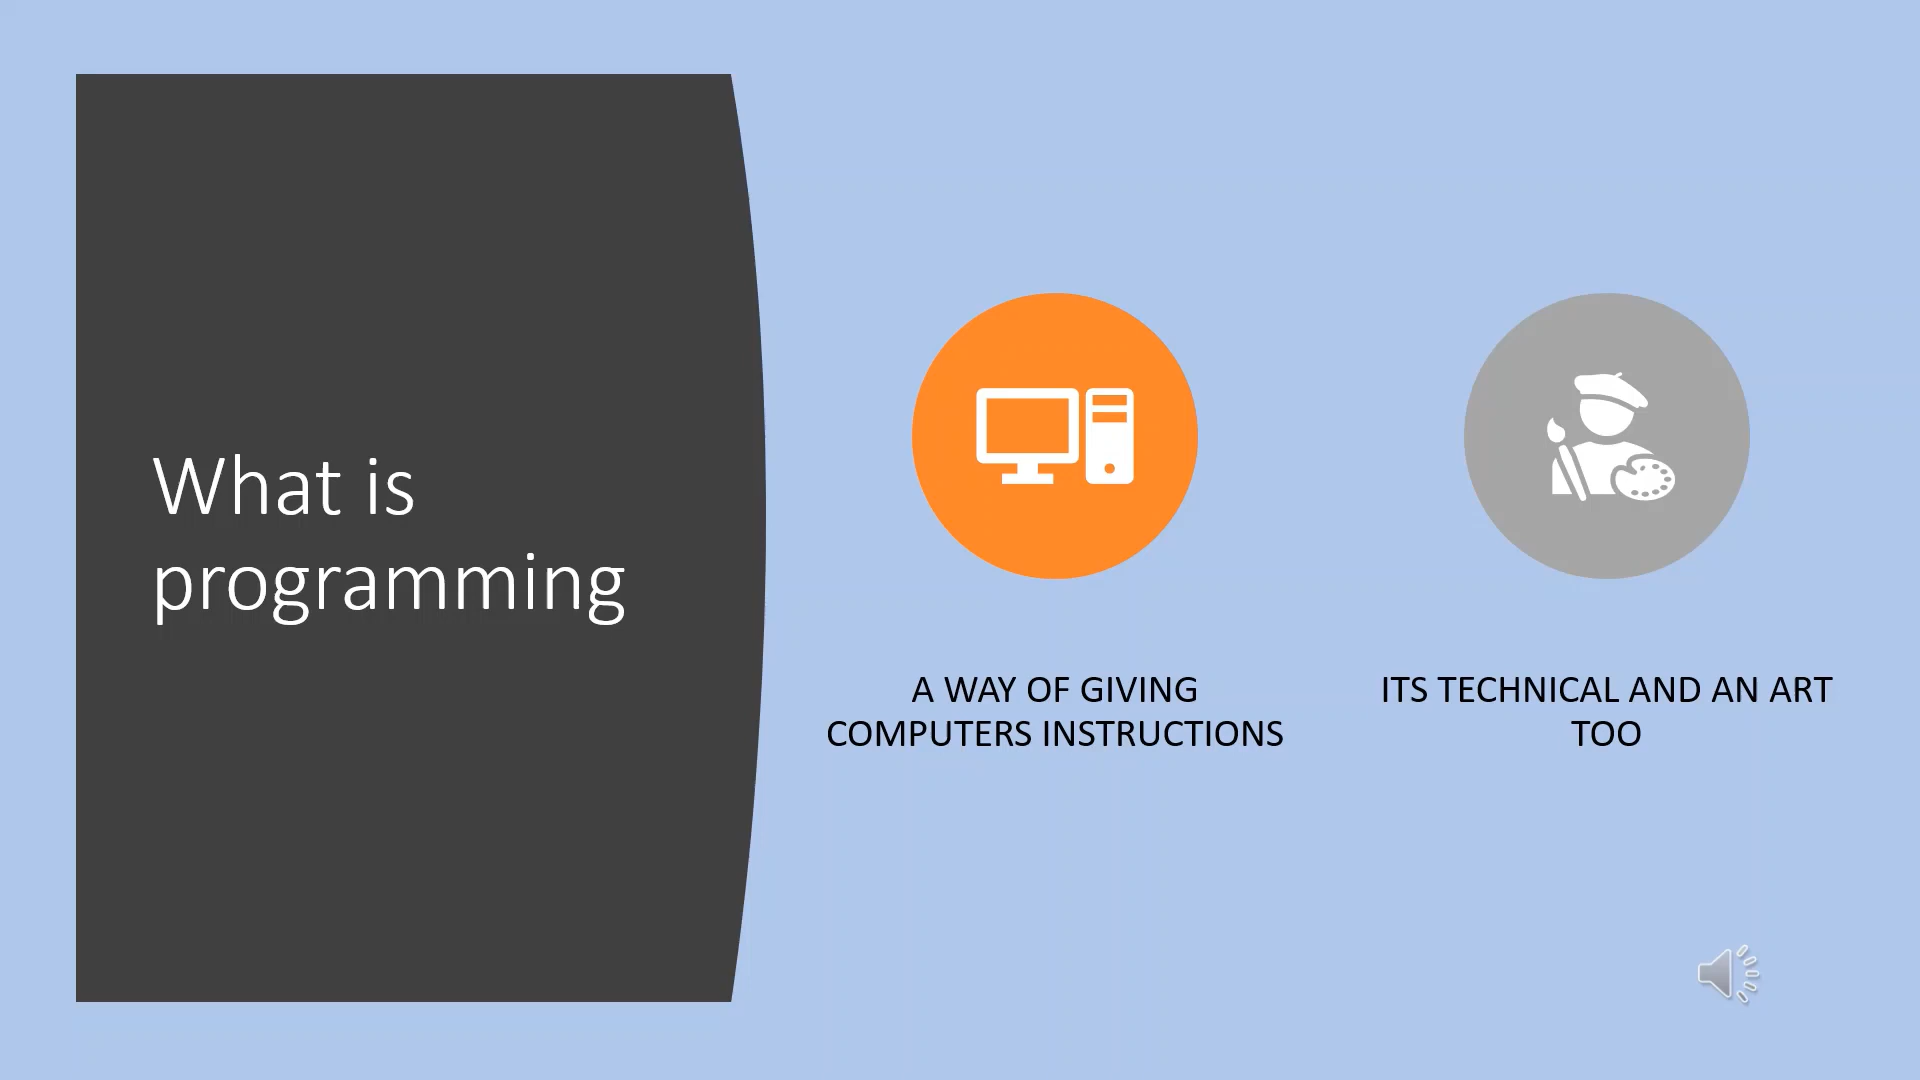 What is
programming
A WAY OF GIVING
COMPUTERS INSTRUCTIONS
ITS TECHNICAL AND AN ART
TOO